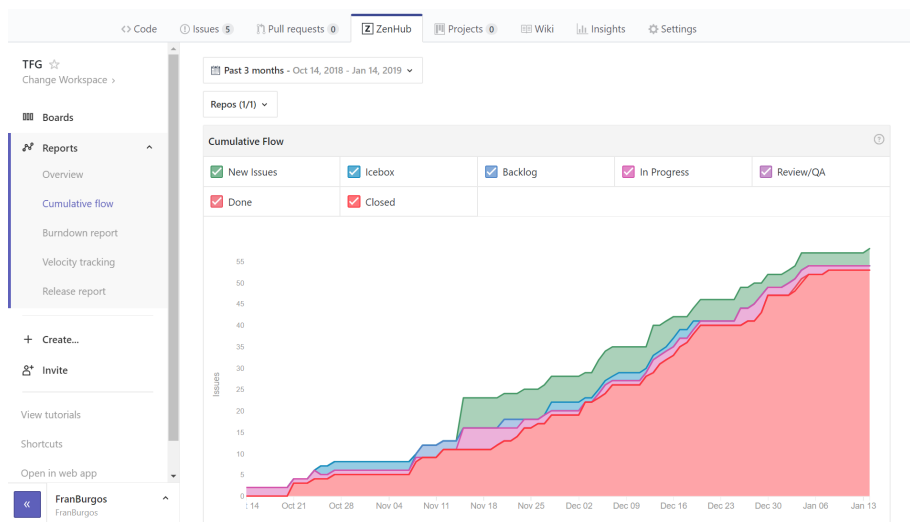 Code Issues 5 Pull requests 0 Z ZenHub Projects 0 Wiki Insights Settings
TFG
Change Workspace ›
Boards
Reports
Overview
Cumulative flow
Burndown report
Velocity tracking
Release report
+ Create...
Invite
View tutorials
Shortcuts
Open in web app
« FranBurgos
FranBurgos
Past 3 months - Oct 14, 2018 - Jan 14, 2019
Repos (1/1)
Cumulative Flow ?
New Issues Icebox Backlog In Progress Review/QA
Done Closed
Issues
55
50
45
40
35
30
25
20
15
10
5
0
14 Oct 21 Oct 28 Nov 04 Nov 11 Nov 18 Nov 25 Dec 02 Dec 09 Dec 16 Dec 23 Dec 30 Jan 06 Jan 13